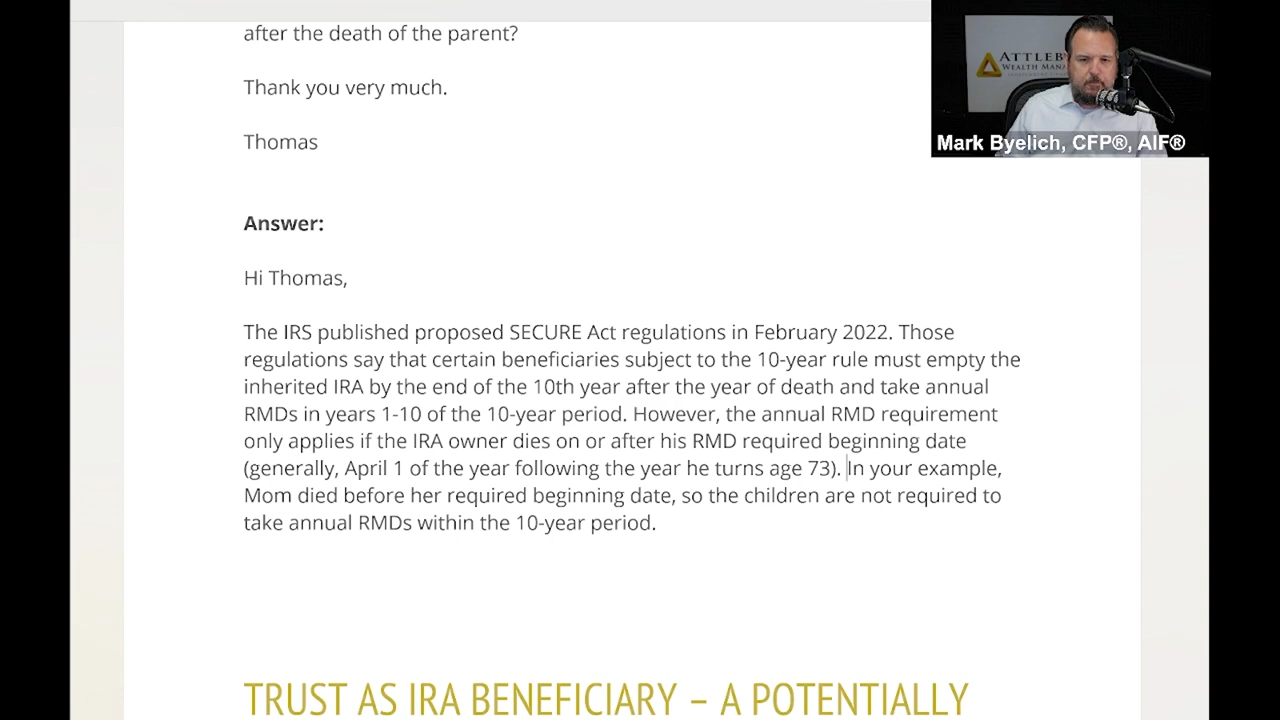 after the death of the parent?
Thank you very much.
Thomas
Answer:
Hi Thomas,
The IRS published proposed SECURE Act regulations in February 2022. Those
regulations say that certain beneficiaries subject to the 10-year rule must empty the
inherited IRA by the end of the 10th year after the year of death and take annual
RMDs in years 1-10 of the 10-year period. However, the annual RMD requirement
only applies if the IRA owner dies on or after his RMD required beginning date
(generally, April 1 of the year following the year he turns age 73). In your example,
Mom died before her required beginning date, so the children are not required to
take annual RMDs within the 10-year period.
TRUST AS IRA BENEFICIARY – A POTENTIALLY
Mark Byelich, CFP®, AIF®